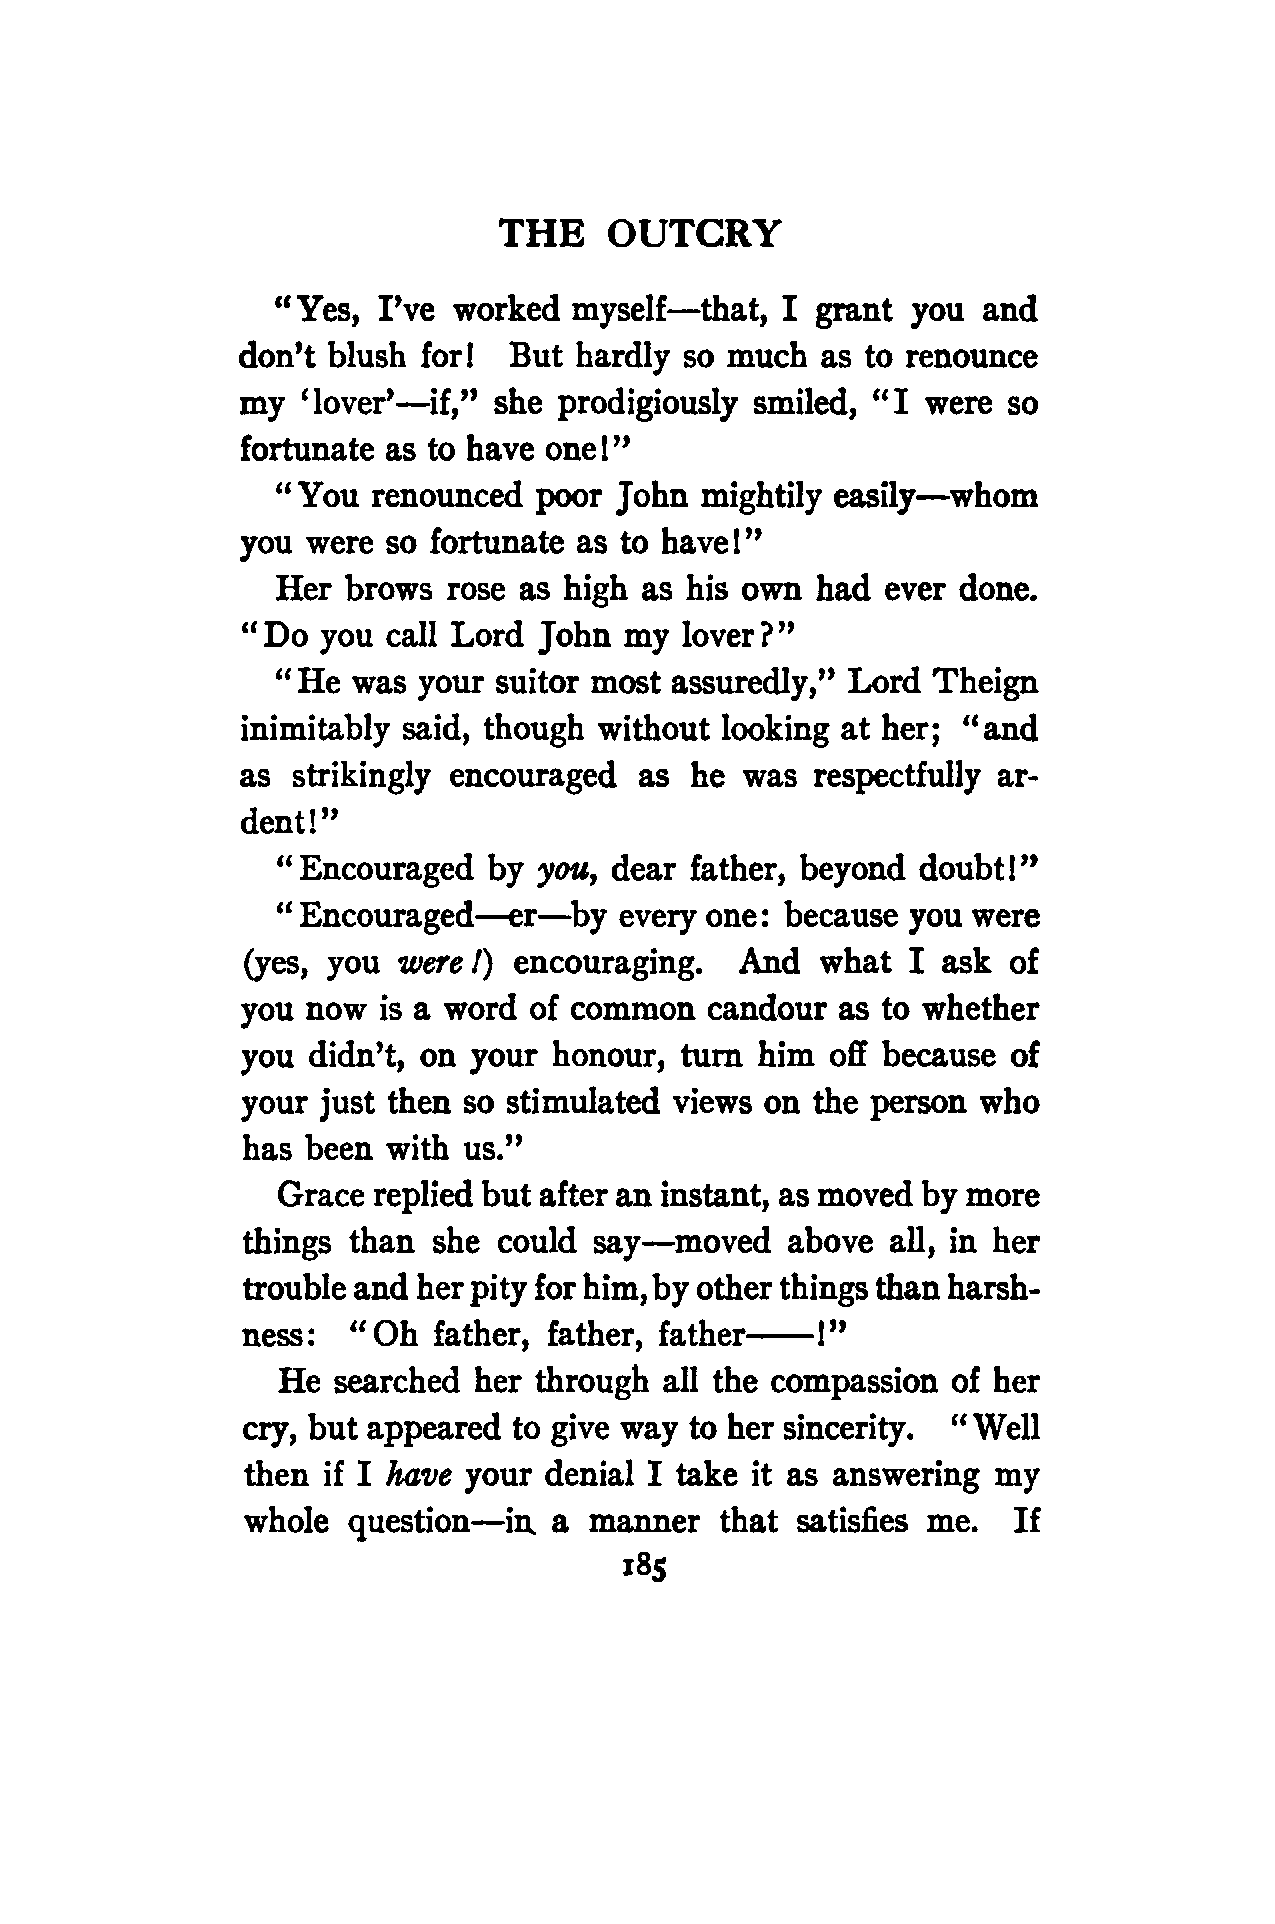 THE OUTCRY
“Yes, I’ve worked myself—that, I grant you and
don’t blush for! But hardly so much as to renounce
my ‘lover’—if,” she prodigiously smiled, “I were so
fortunate as to have one!”
“You renounced poor John mightily easily—whom
you were so fortunate as to have!”
Her brows rose as high as his own had ever done.
“Do you call Lord John my lover?”
“He was your suitor most assuredly,” Lord Theign
inimitably said, though without looking at her; “and
as strikingly encouraged as he was respectfully ar-
dent!”
“Encouraged by you, dear father, beyond doubt!”
“Encouraged—er—by every one: because you were
(yes, you were!) encouraging. And what I ask of
you now is a word of common candour as to whether
you didn’t, on your honour, turn him off because of
your just then so stimulated views on the person who
has been with us.”
Grace replied but after an instant, as moved by more
things than she could say—moved above all, in her
trouble and her pity for him, by other things than harsh-
ness: “Oh father, father, father——!”
He searched her through all the compassion of her
cry, but appeared to give way to her sincerity. “Well
then if I have your denial I take it as answering my
whole question—in a manner that satisfies me. If
185